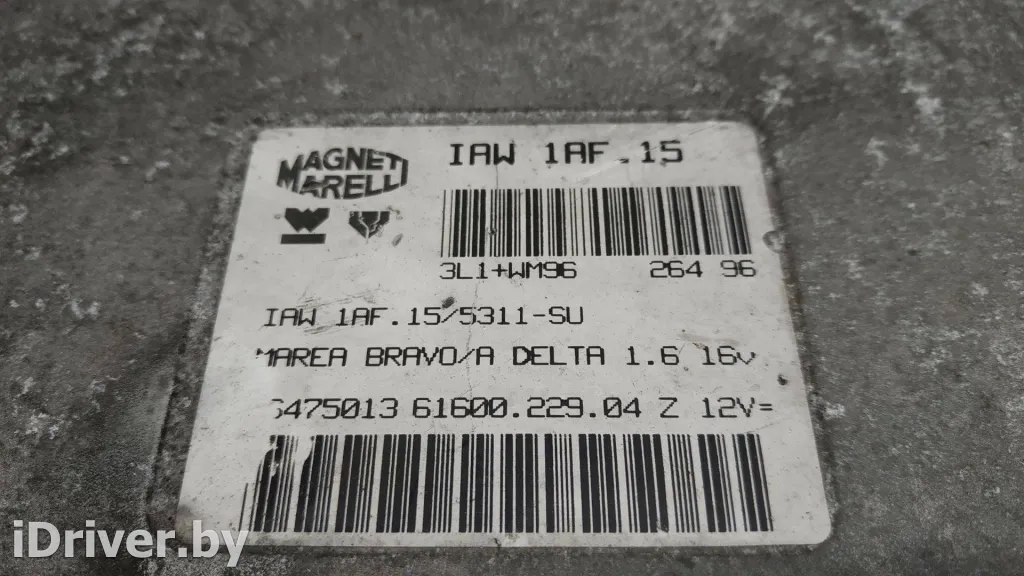 MAGNETI
MARELLI
IAW 1AF.15
3L1+WM96 264 96
IAW 1AF.15/5311-SU
MAREA BRAVO/A DELTA 1.6 16v
6475013 61600.229.04 Z 12V=
iDriver.by